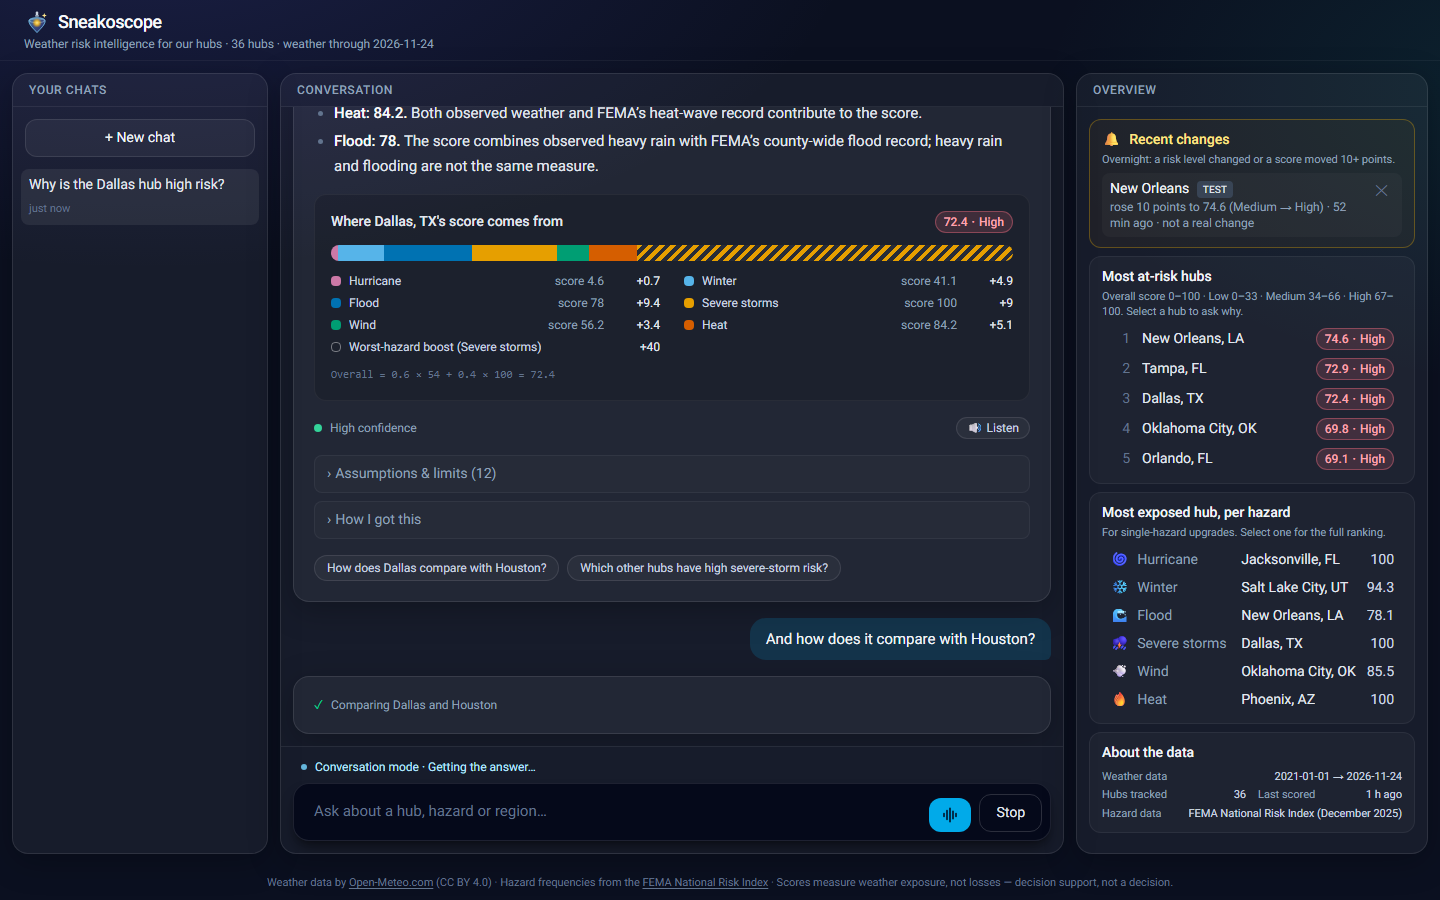 Sneakoscope
Weather risk intelligence for our hubs · 36 hubs · weather through 2026-11-24
YOUR CHATS
+ New chat
Why is the Dallas hub high risk?
just now
CONVERSATION
• Heat: 84.2. Both observed weather and FEMA's heat-wave record contribute to the score.
• Flood: 78. The score combines observed heavy rain with FEMA's county-wide flood record; heavy rain
and flooding are not the same measure.
Where Dallas, TX's score comes from
72.4 · High
Hurricane score 4.6 +0.7
Winter score 41.1 +4.9
Flood score 78 +9.4
Severe storms score 100 +9
Wind score 56.2 +3.4
Heat score 84.2 +5.1
Worst-hazard boost (Severe storms) +40
Overall = 0.6 × 54 + 0.4 × 100 = 72.4
High confidence
Listen
› Assumptions & limits (12)
› How I got this
How does Dallas compare with Houston?
Which other hubs have high severe-storm risk?
And how does it compare with Houston?
✓ Comparing Dallas and Houston
Conversation mode · Getting the answer…
Ask about a hub, hazard or region…
Stop
OVERVIEW
Recent changes
Overnight: a risk level changed or a score moved 10+ points.
New Orleans TEST
rose 10 points to 74.6 (Medium → High) · 52
min ago · not a real change
Most at-risk hubs
Overall score 0–100 · Low 0–33 · Medium 34–66 · High 67–
100. Select a hub to ask why.
1 New Orleans, LA 74.6 · High
2 Tampa, FL 72.9 · High
3 Dallas, TX 72.4 · High
4 Oklahoma City, OK 69.8 · High
5 Orlando, FL 69.1 · High
Most exposed hub, per hazard
For single-hazard upgrades. Select one for the full ranking.
Hurricane Jacksonville, FL 100
Winter Salt Lake City, UT 94.3
Flood New Orleans, LA 78.1
Severe storms Dallas, TX 100
Wind Oklahoma City, OK 85.5
Heat Phoenix, AZ 100
About the data
Weather data 2021-01-01 → 2026-11-24
Hubs tracked 36 Last scored 1 h ago
Hazard data FEMA National Risk Index (December 2025)
Weather data by Open-Meteo.com (CC BY 4.0) · Hazard frequencies from the FEMA National Risk Index · Scores measure weather exposure, not losses — decision support, not a decision.